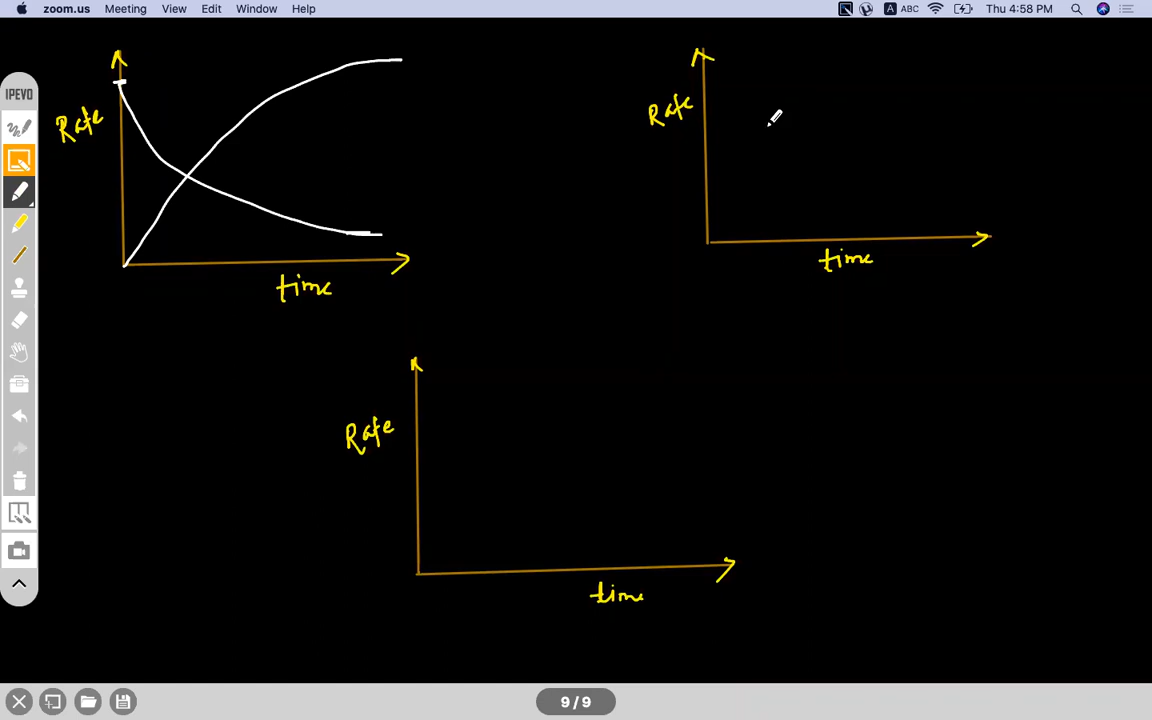 zoom.us Meeting View Edit Window Help A ABC Thu 4:58 PM
IPEVO
Rate
time
Rate
time
Rate
time
9 / 9